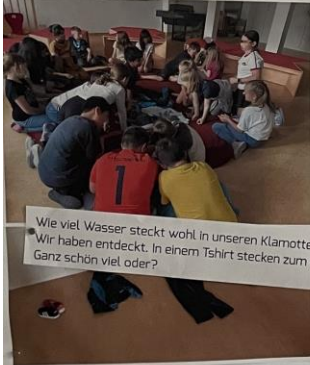 1
Wie viel Wasser steckt wohl in unseren Klamotte
Wir haben entdeckt. In einem Tshirt stecken zum
Ganz schön viel oder?